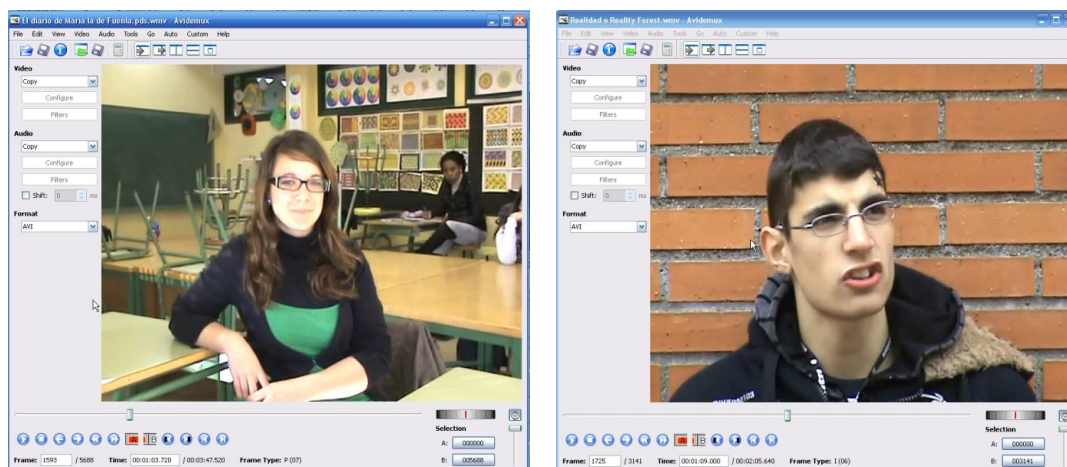 El diario de Maria la de Fuenla.pds.wmv - Avidemux
File Edit View Video Audio Tools Go Auto Custom Help
Video
Copy
Configure
Filters
Audio
Copy
Configure
Filters
Shift: 0 ms
Format
AVI
Selection
A: 000000
B: 005688
Frame: 1593 / 5688 Time: 00:01:03.720 / 00:03:47.520 Frame Type: P (07)
Realidad o Reality Forest.wmv - Avidemux
File Edit View Video Audio Tools Go Auto Custom Help
Video
Copy
Configure
Filters
Audio
Copy
Configure
Filters
Shift: 0 ms
Format
AVI
Selection
A: 000000
B: 003141
Frame: 1725 / 3141 Time: 00:01:09.000 / 00:02:05.640 Frame Type: I (06)